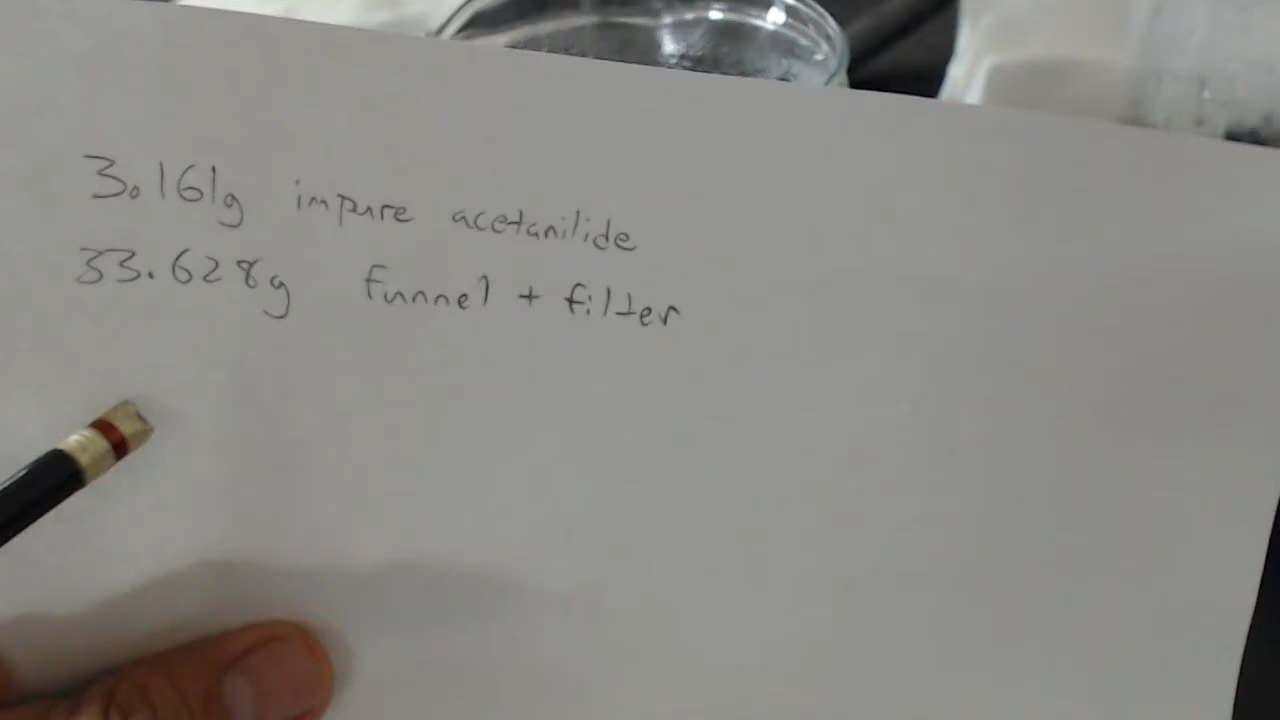 3.161g impure acetanilide
33.628g funnel + filter